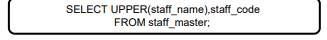 SELECT UPPER(staff_name),staff_code
FROM staff_master;